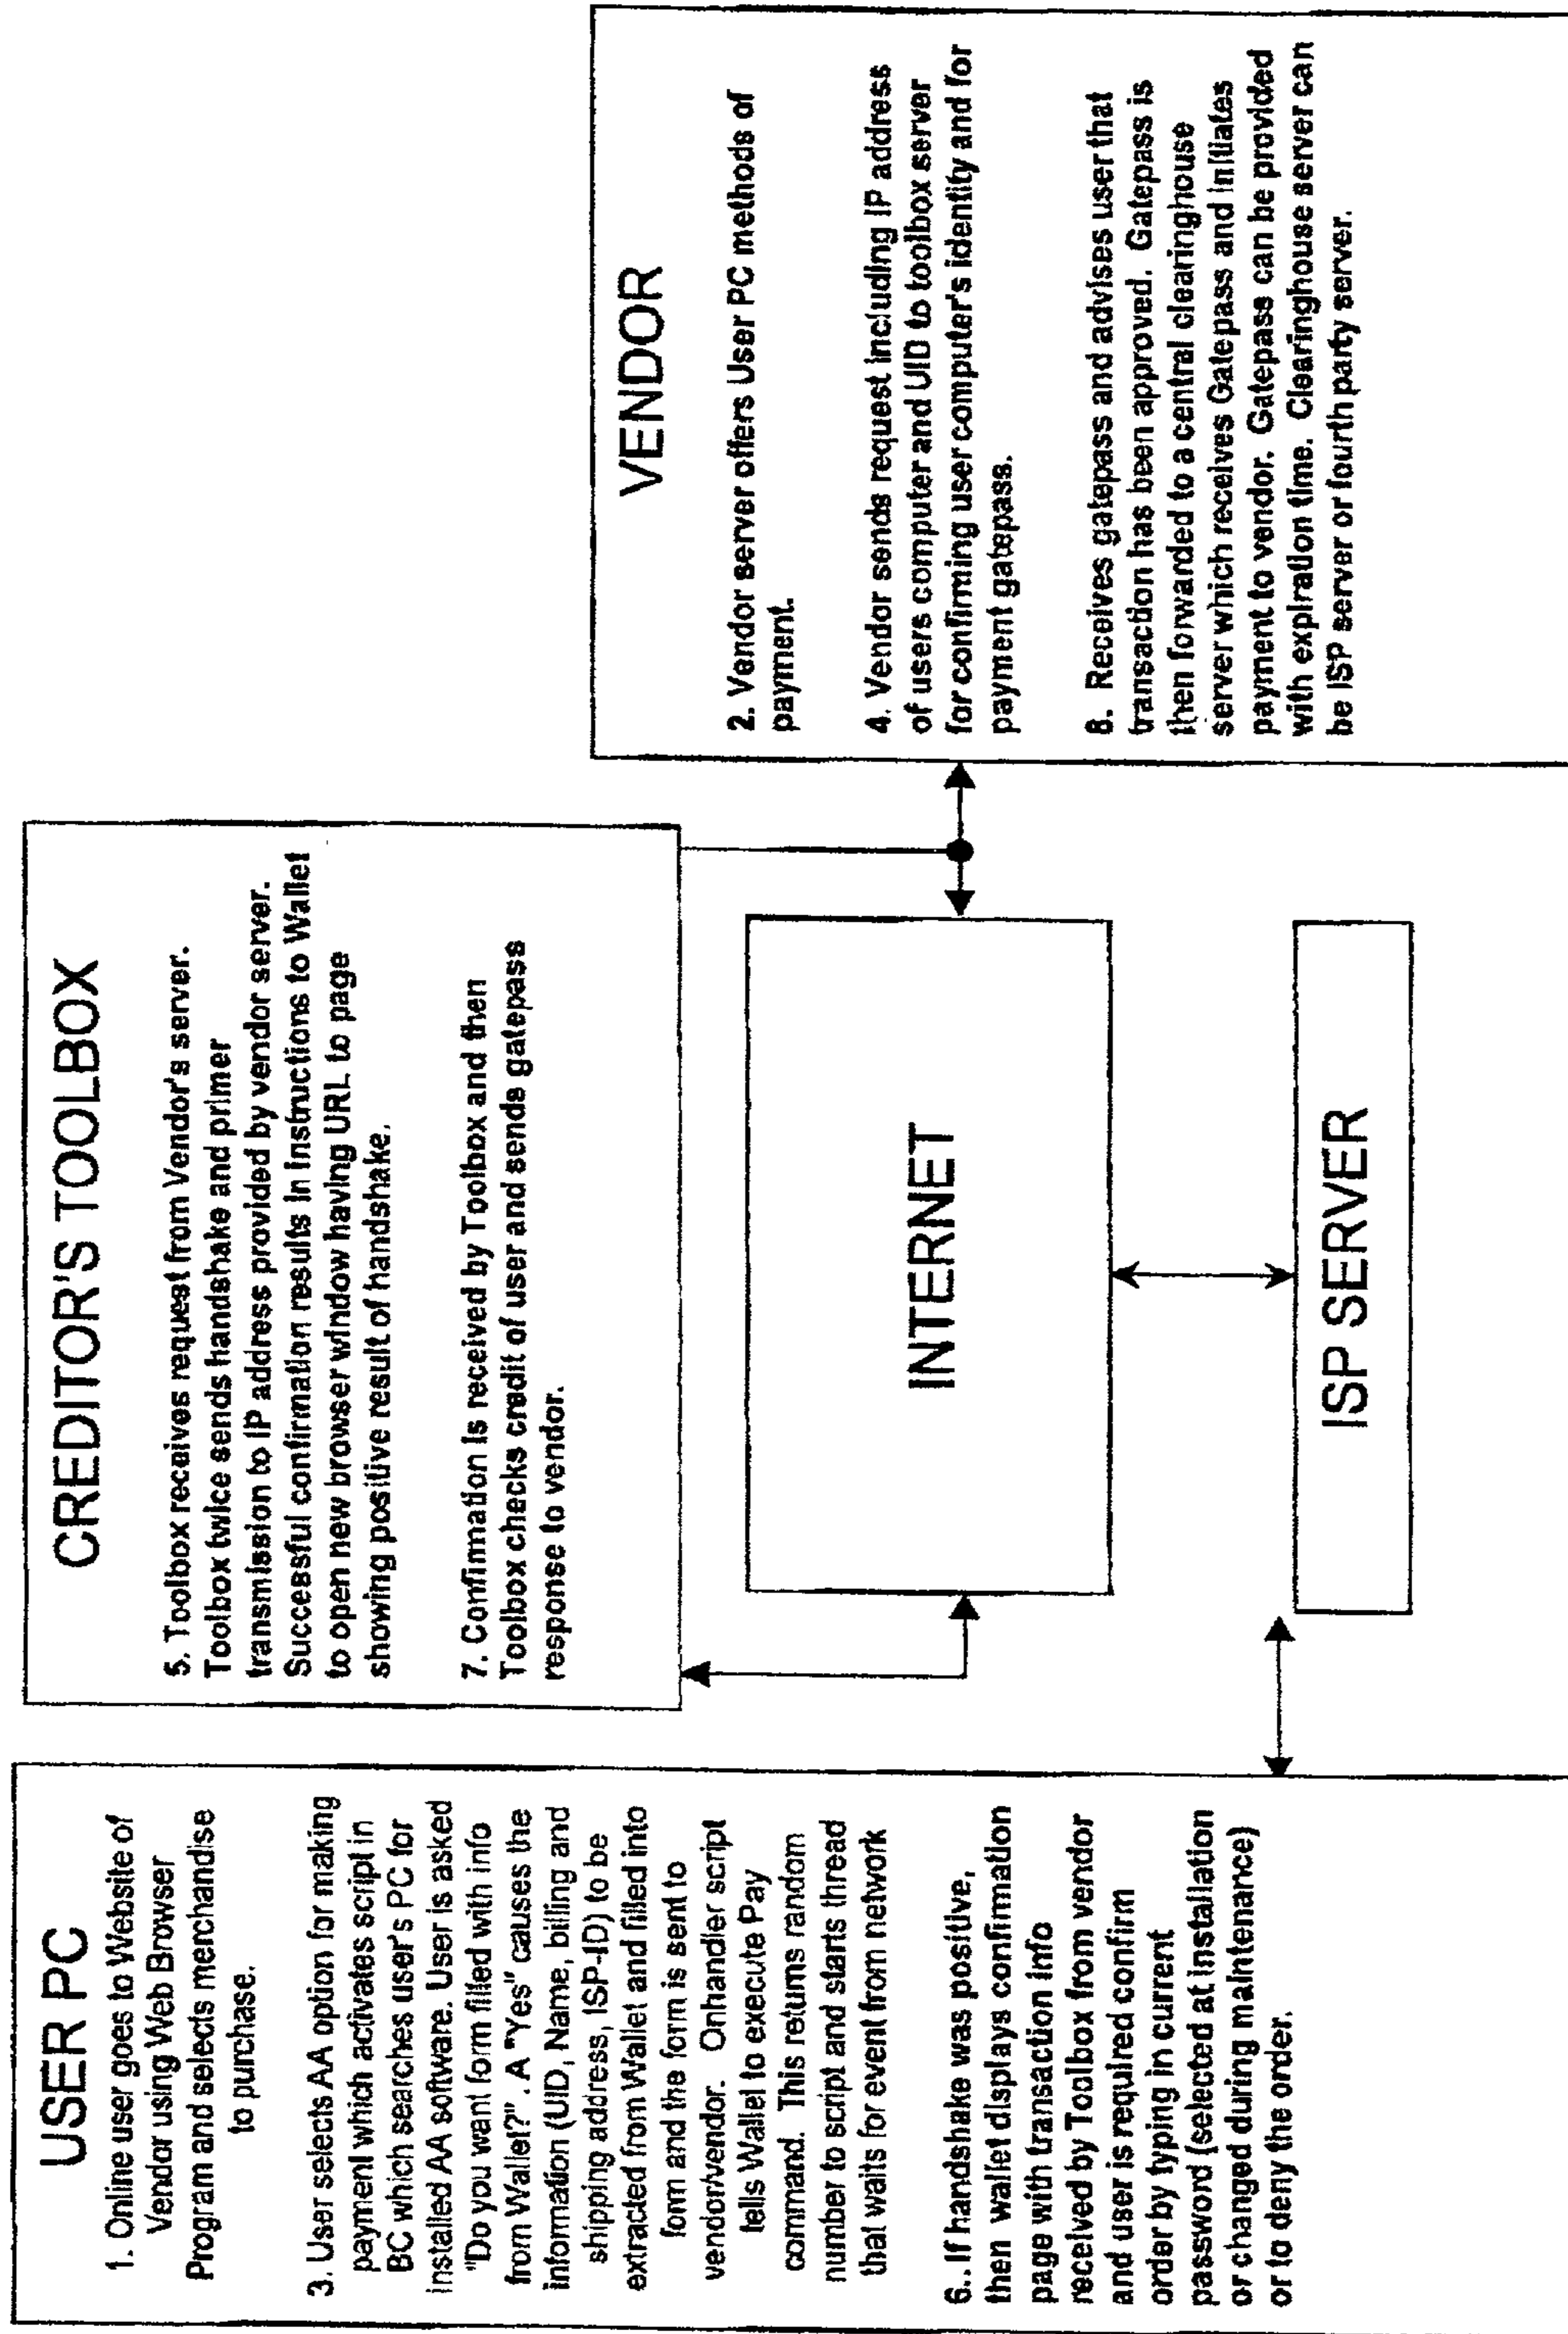 USER PC
1. Online user goes to Website of
Vendor using Web Browser
Program and selects merchandise
to purchase.
3. User selects AA option for making
payment which activates script in
BC which searches user's PC for
installed AA software. User is asked
"Do you want form filled with info
from Wallet?". A "Yes" causes the
information (UID, Name, billing and
shipping address, ISP-ID) to be
extracted from Wallet and filled into
form and the form is sent to
vendor/vendor. Onhandler script
tells Wallet to execute Pay
command. This returns random
number to script and starts thread
that waits for event from network
6.. If handshake was positive,
then wallet displays confirmation
page with transaction info
received by Toolbox from vendor
and user is required confirm
order by typing in current
password (selected at installation
or changed during maintenance)
or to deny the order.
CREDITOR'S TOOLBOX
5. Toolbox receives request from Vendor's server.
Toolbox twice sends handshake and primer
transmission to IP address provided by vendor server.
Successful confirmation results in instructions to Wallet
to open new browser window having URL to page
showing positive result of handshake.
7. Confirmation is received by Toolbox and then
Toolbox checks credit of user and sends gatepass
response to vendor.
INTERNET
ISP SERVER
VENDOR
2. Vendor server offers User PC methods of
payment.
4. Vendor sends request including IP address
of users computer and UID to toolbox server
for confirming user computer's identity and for
payment gatepass.
8. Receives gatepass and advises user that
transaction has been approved. Gatepass is
then forwarded to a central clearinghouse
server which receives Gatepass and initiates
payment to vendor. Gatepass can be provided
with expiration time. Clearinghouse server can
be ISP server or fourth party server.